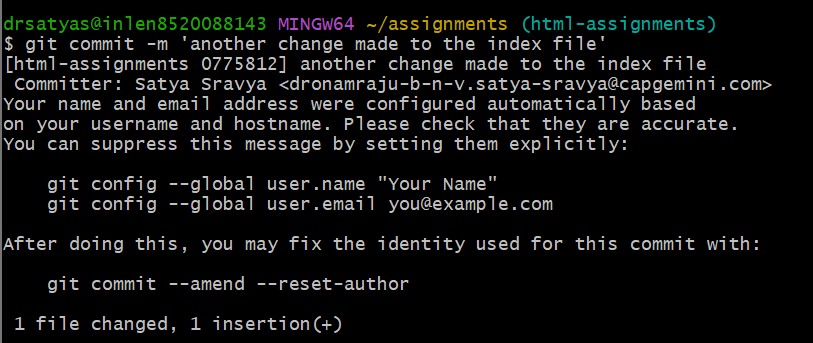 drsatyas@inlen8520088143 MINGW64 ~/assignments (html-assignments)
$ git commit -m 'another change made to the index file'
[html-assignments 0775812] another change made to the index file
 Committer: Satya Sravya <dronamraju-b-n-v.satya-sravya@capgemini.com>
Your name and email address were configured automatically based
on your username and hostname. Please check that they are accurate.
You can suppress this message by setting them explicitly:

    git config --global user.name "Your Name"
    git config --global user.email you@example.com

After doing this, you may fix the identity used for this commit with:

    git commit --amend --reset-author

 1 file changed, 1 insertion(+)